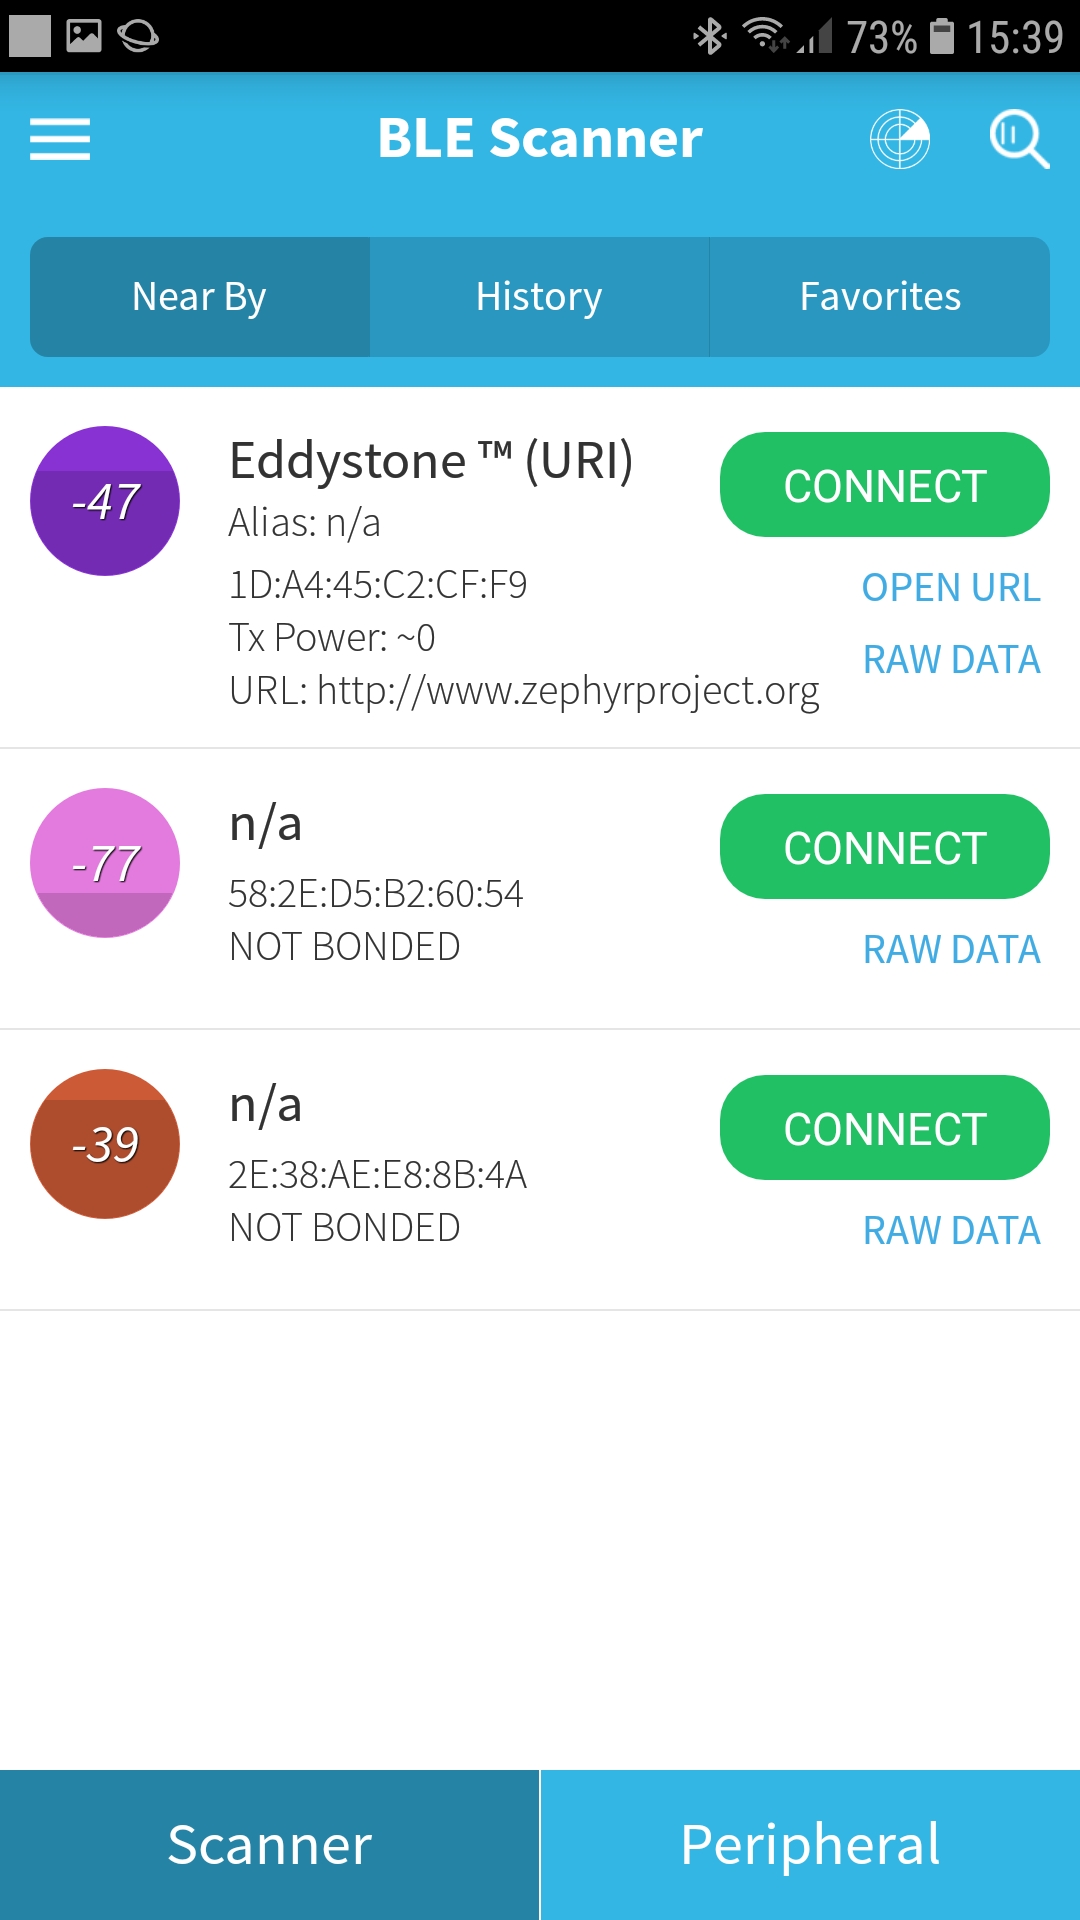 73% 15:39
BLE Scanner
Near By History Favorites
-47
Eddystone ™ (URI)
CONNECT
Alias: n/a
1D:A4:45:C2:CF:F9
OPEN URL
Tx Power: ~0
RAW DATA
URL: http://www.zephyrproject.org
-77
n/a
CONNECT
58:2E:D5:B2:60:54
NOT BONDED
RAW DATA
-39
n/a
CONNECT
2E:38:AE:E8:8B:4A
NOT BONDED
RAW DATA
Scanner Peripheral